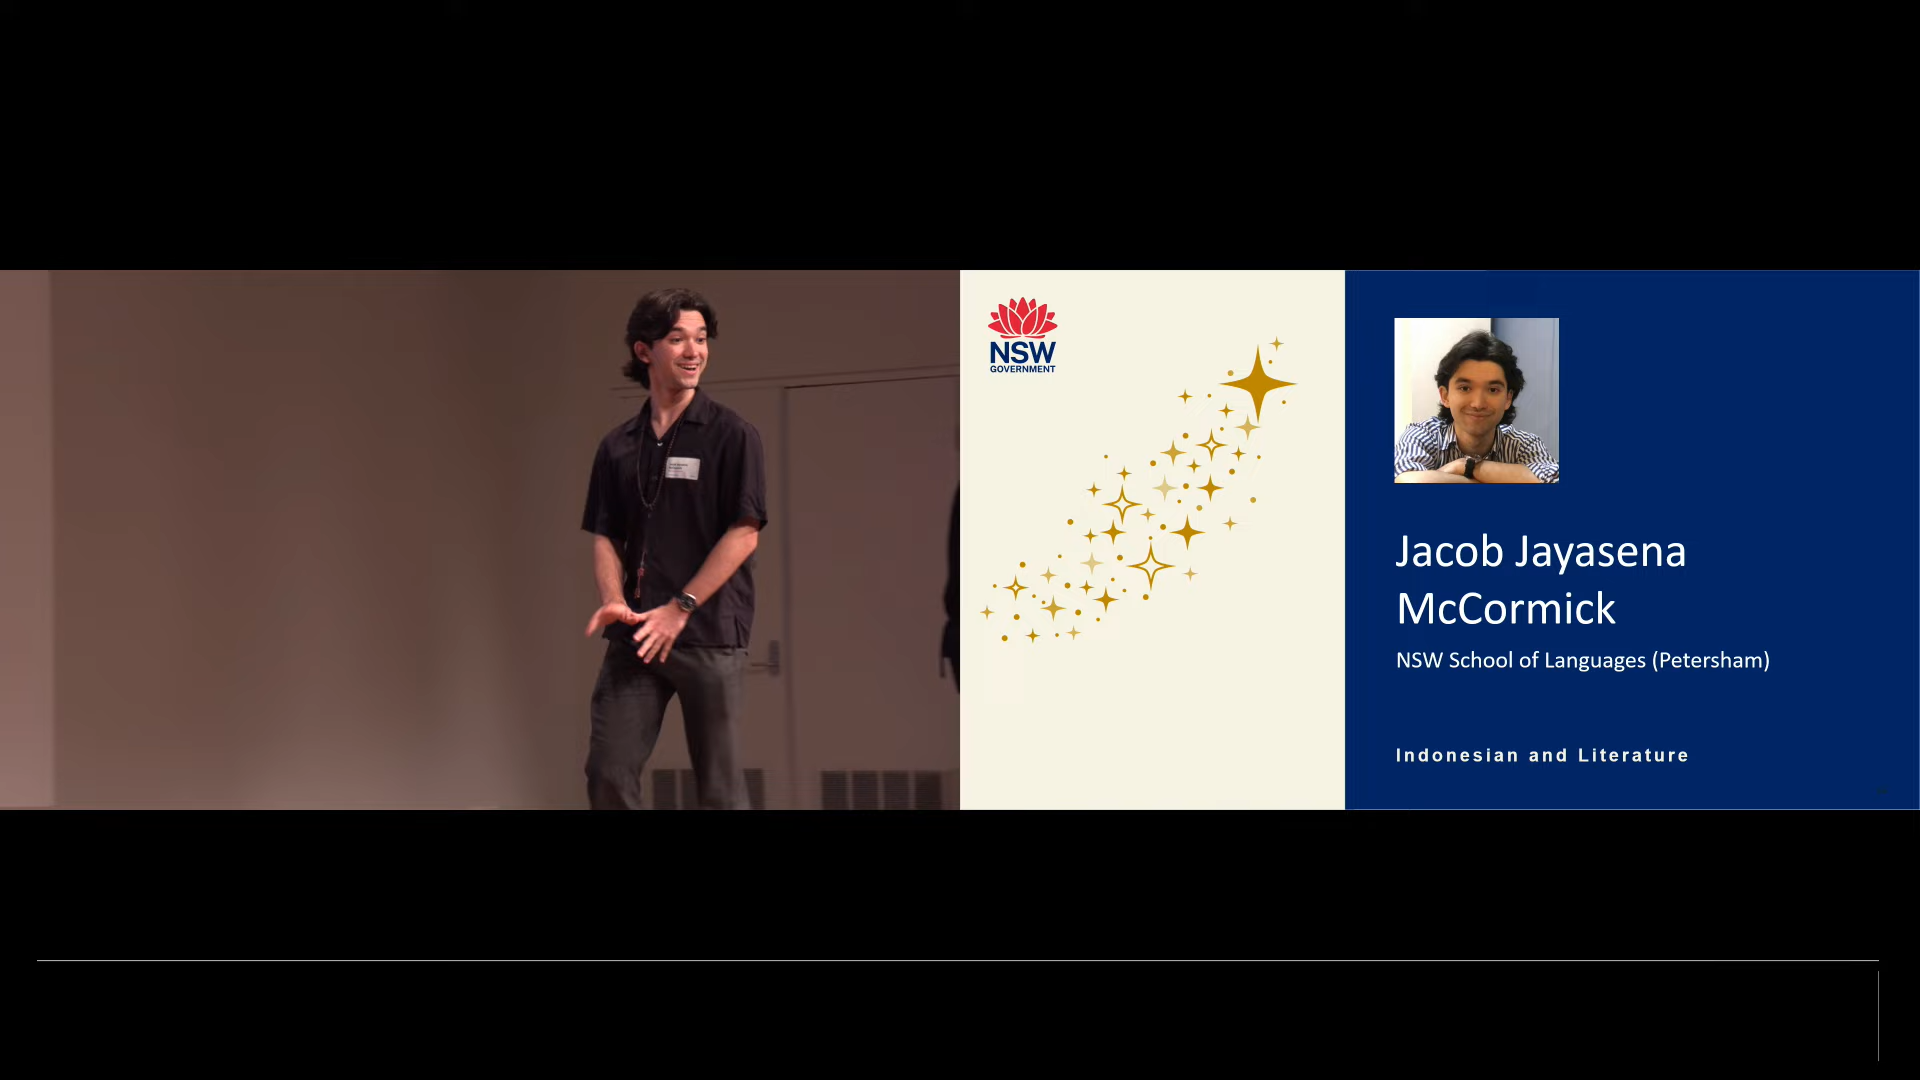 NSW
GOVERNMENT
Jacob Jayasena
McCormick
NSW School of Languages (Petersham)
Indonesian and Literature